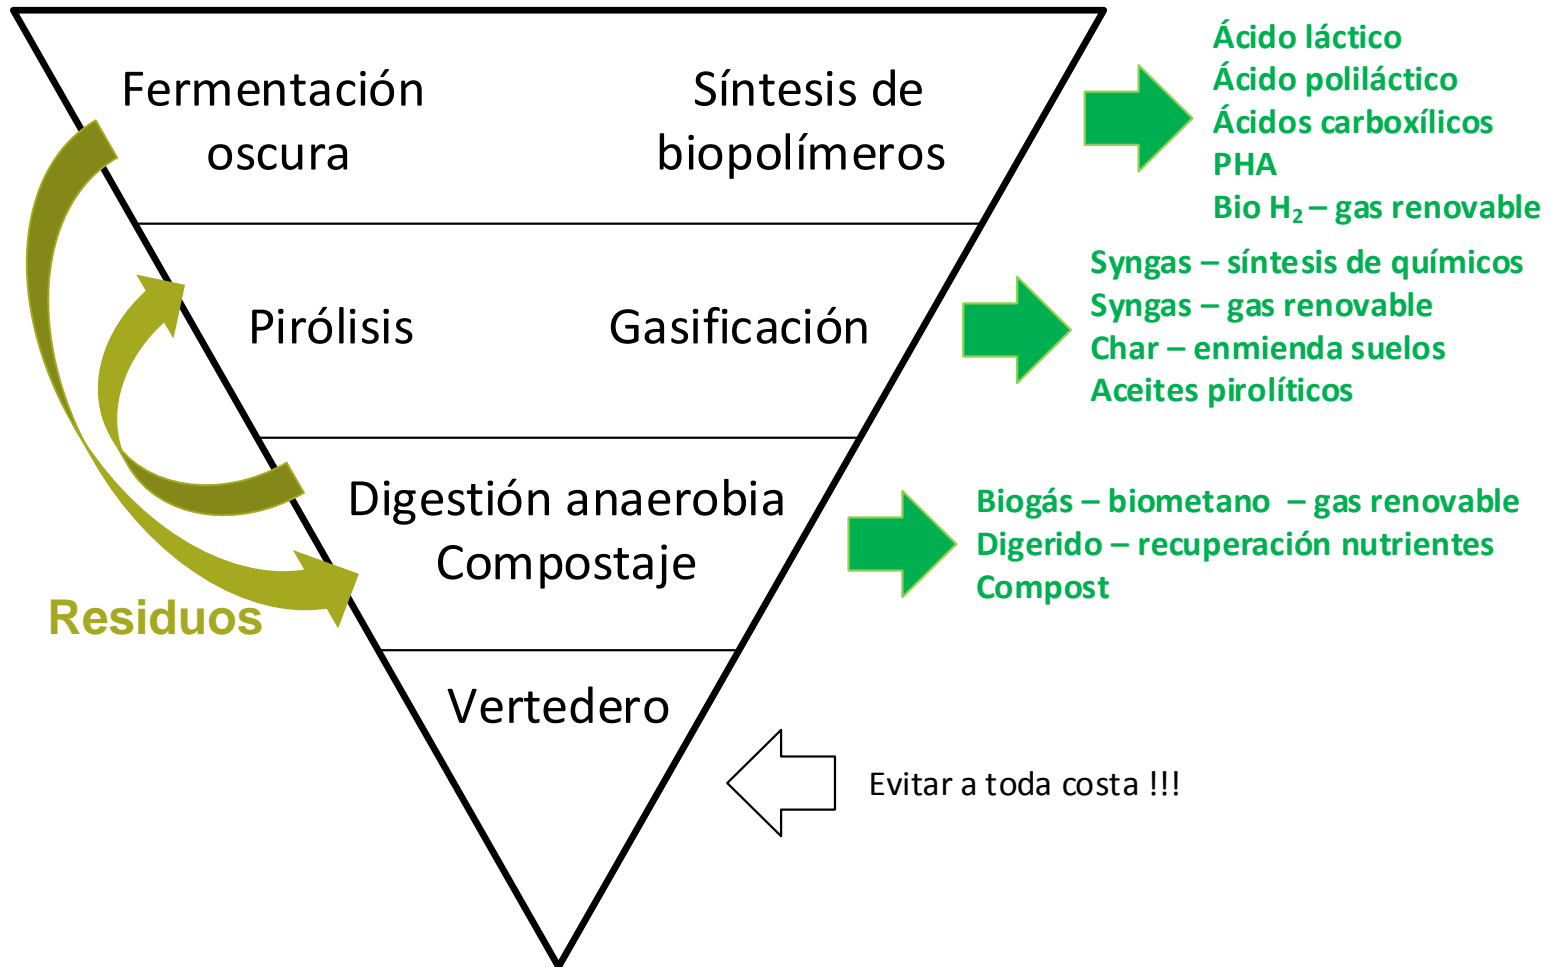 Fermentación
oscura
Síntesis de
biopolímeros
Ácido láctico
Ácido poliláctico
Ácidos carboxílicos
PHA
Bio H₂ – gas renovable
Pirólisis
Gasificación
Syngas – síntesis de químicos
Syngas – gas renovable
Char – enmienda suelos
Aceites pirolíticos
Digestión anaerobia
Compostaje
Biogás – biometano – gas renovable
Digerido – recuperación nutrientes
Compost
Residuos
Vertedero
Evitar a toda costa !!!